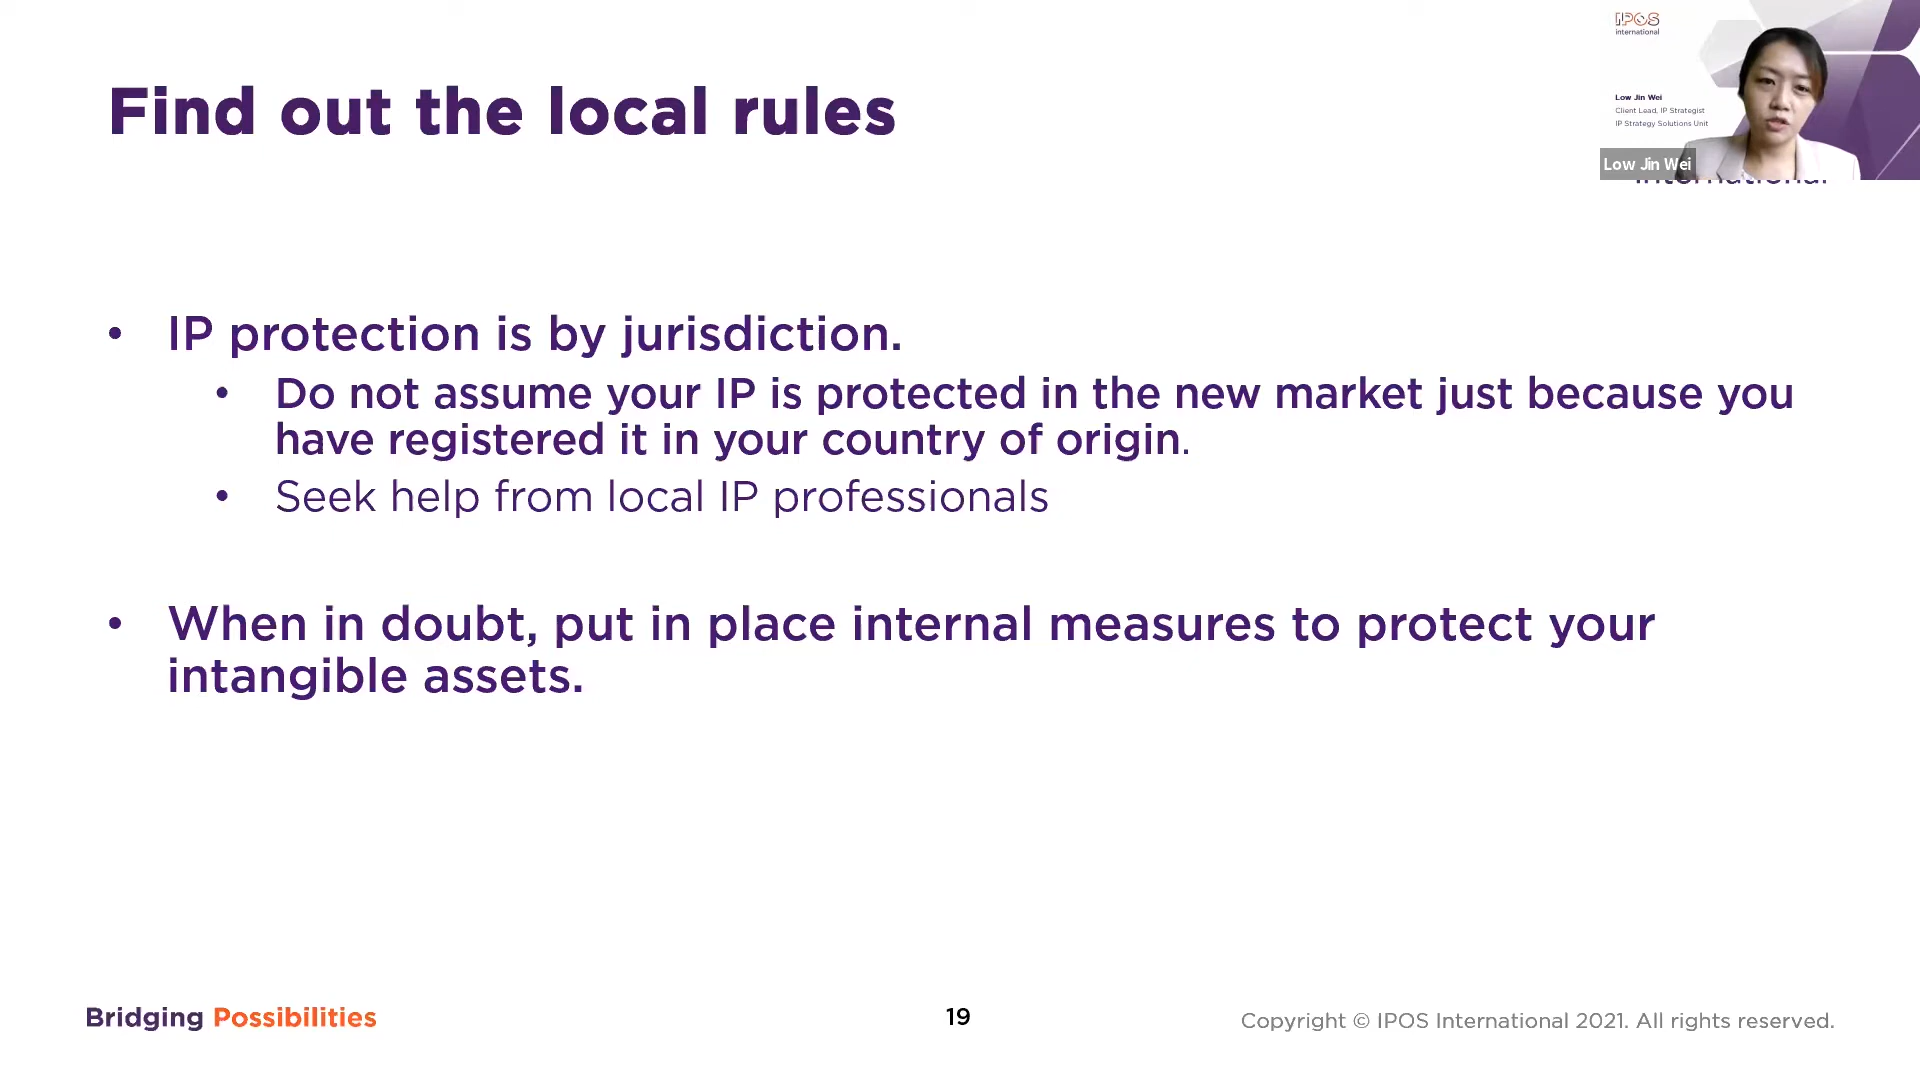 IPOS
international
Find out the local rules
Low Jin Wei
Client Lead, IP Strategist
IP Strategy Solutions Unit
Low Jin Wei
international
• IP protection is by jurisdiction.
• Do not assume your IP is protected in the new market just because you
have registered it in your country of origin.
• Seek help from local IP professionals
• When in doubt, put in place internal measures to protect your
intangible assets.
Bridging Possibilities
19
Copyright © IPOS International 2021. All rights reserved.